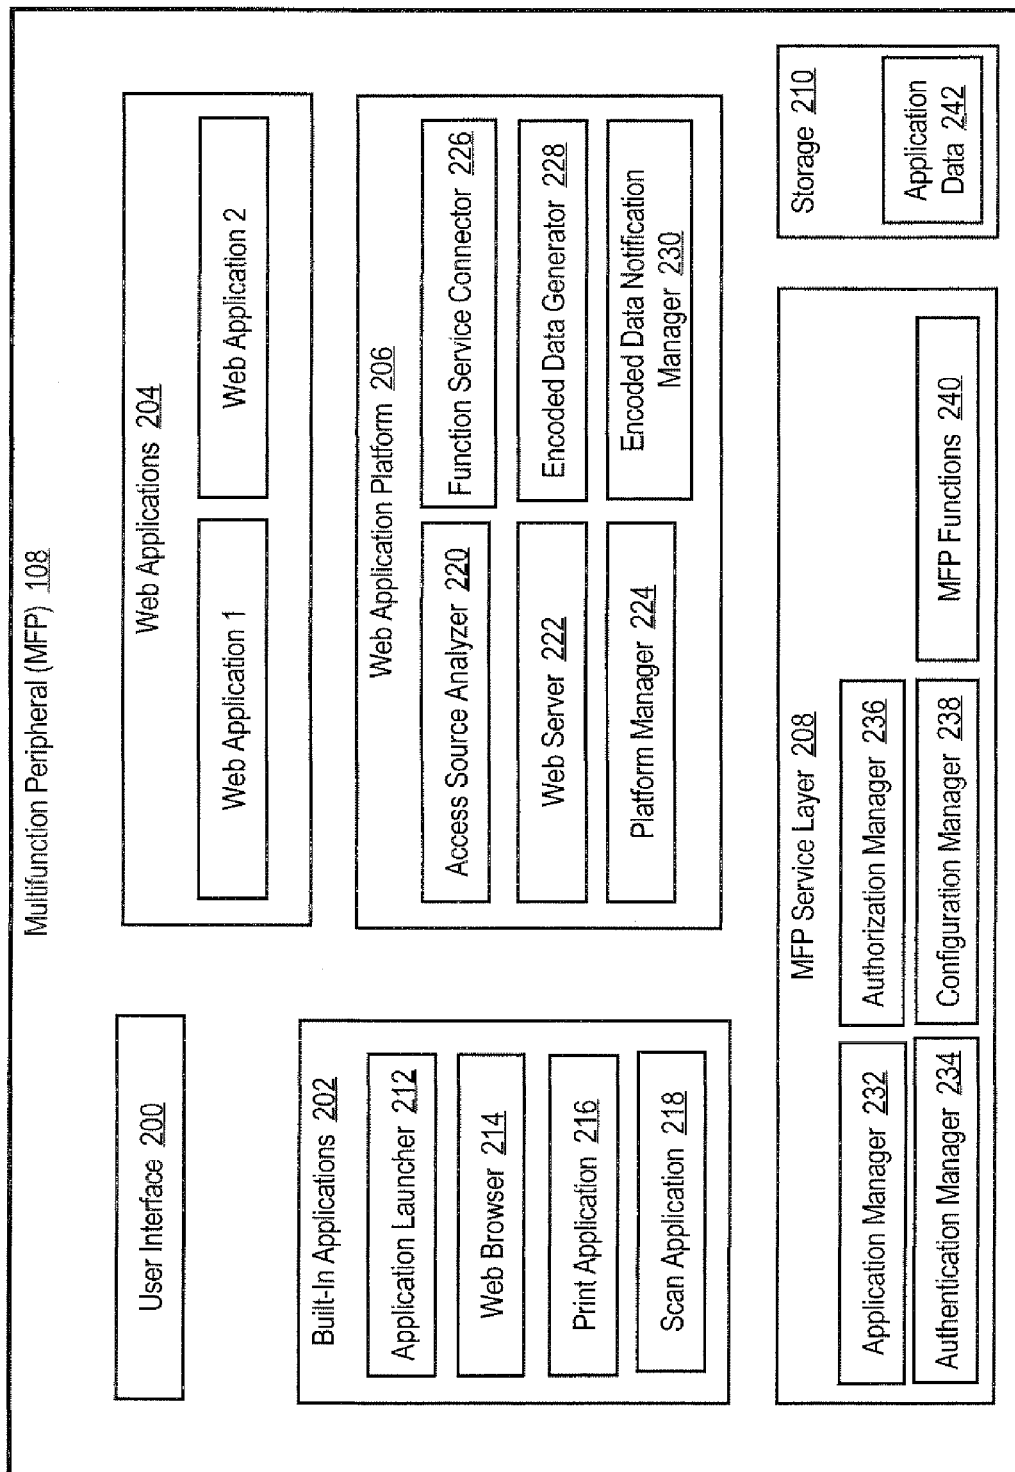 Multifunction Peripheral (MFP) 108
User Interface 200
Built-In Applications 202
Application Launcher 212
Web Browser 214
Print Application 216
Scan Application 218
Web Applications 204
Web Application 1
Web Application 2
Web Application Platform 206
Access Source Analyzer 220
Function Service Connector 226
Web Server 222
Encoded Data Generator 228
Platform Manager 224
Encoded Data Notification
Manager 230
MFP Service Layer 208
Application Manager 232
Authorization Manager 236
Authentication Manager 234
Configuration Manager 238
MFP Functions 240
Storage 210
Application
Data 242